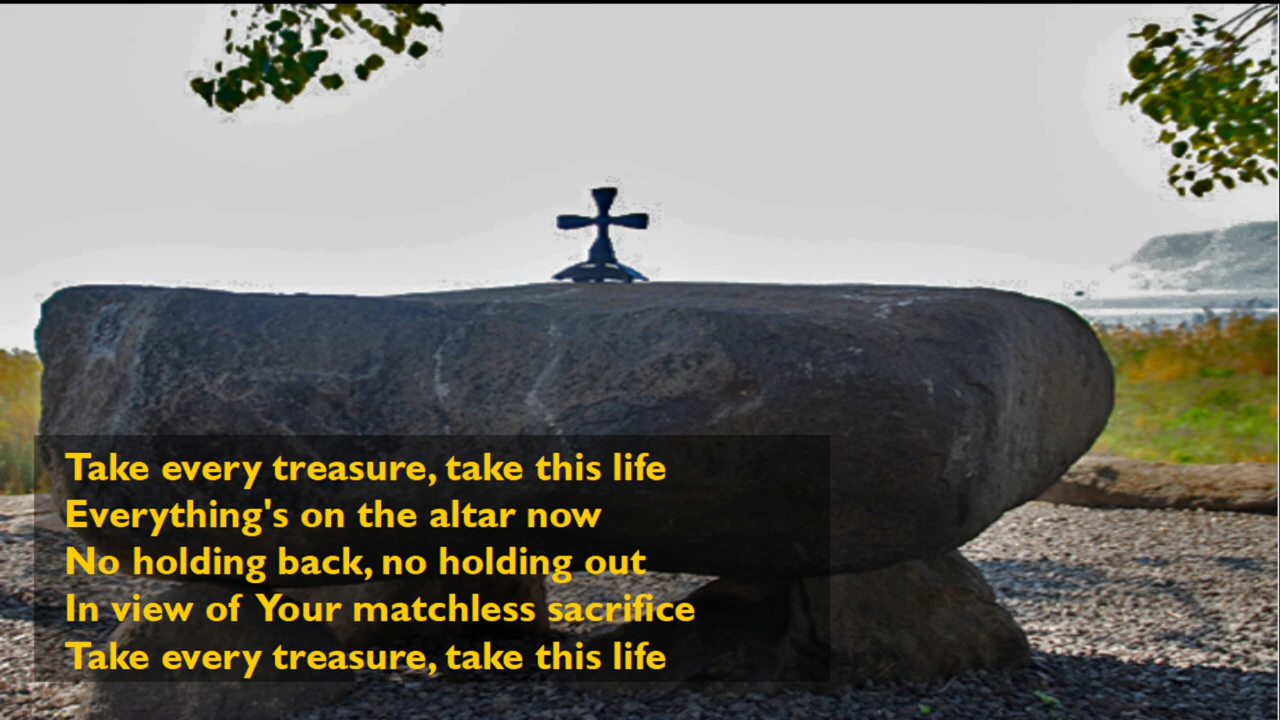 Take every treasure, take this life
Everything's on the altar now
No holding back, no holding out
In view of Your matchless sacrifice
Take every treasure, take this life